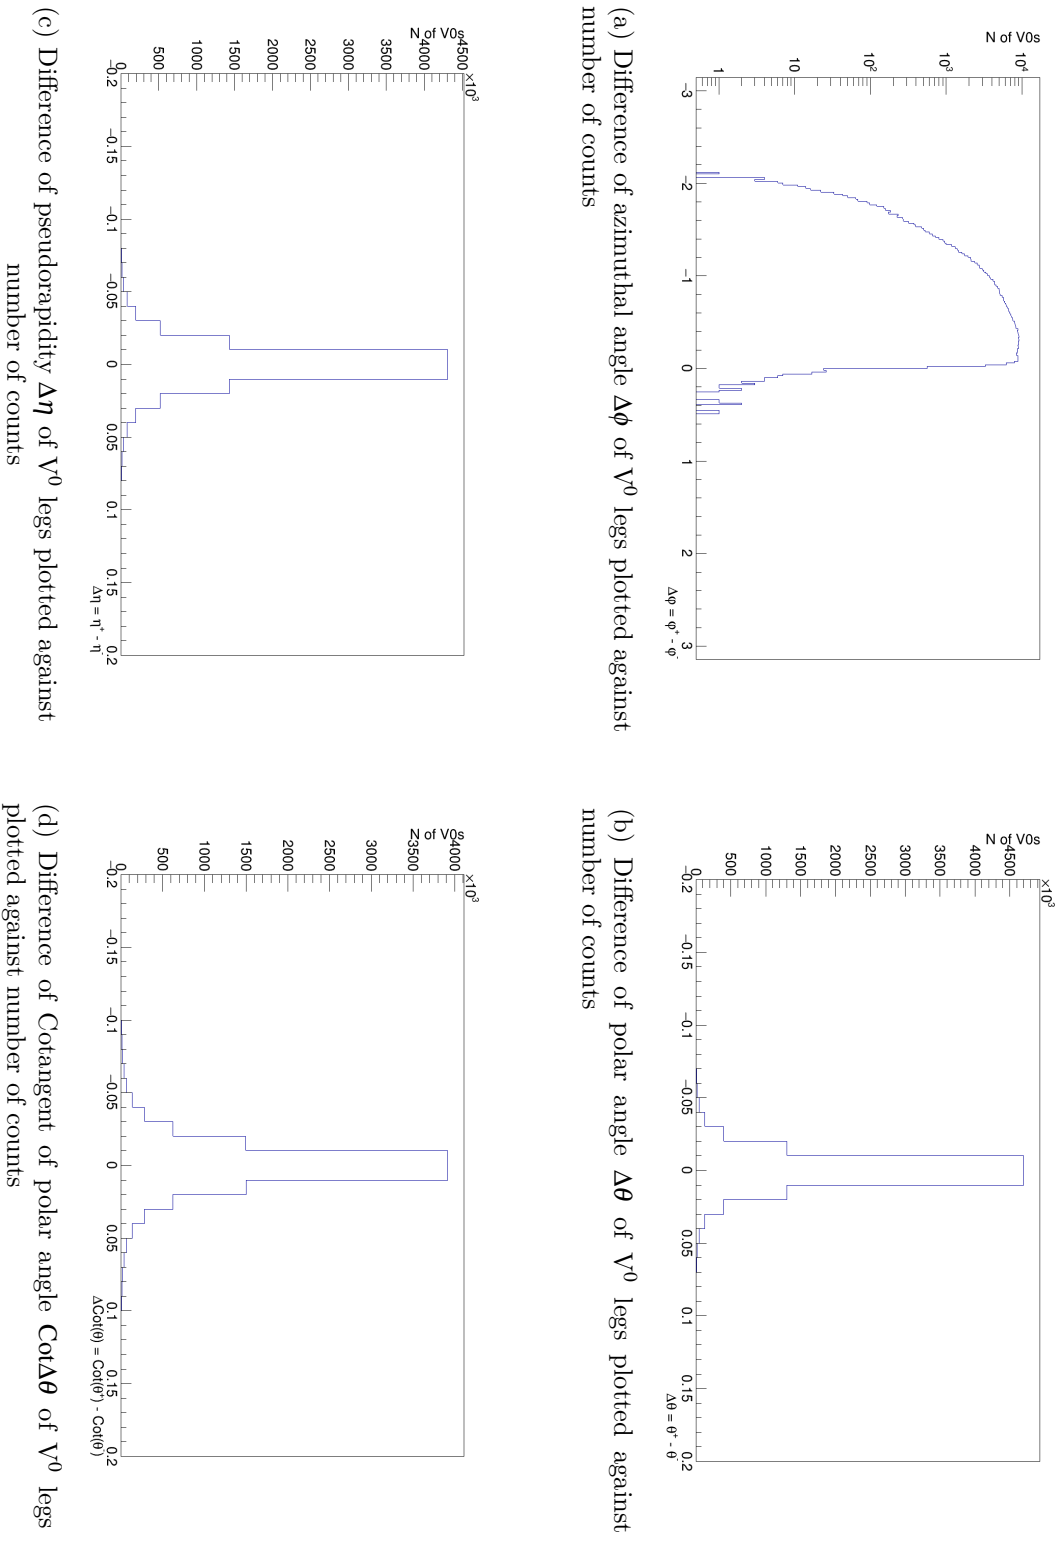 N of V0s
10⁴
10³
10²
10
1
−3 −2 −1 0 1 2 3
Δφ = φ⁺ - φ⁻
(a) Difference of azimuthal angle Δϕ of V⁰ legs plotted against
number of counts
×10³
N of V0s
4500
4000
3500
3000
2500
2000
1500
1000
500
0
−0.2 −0.15 −0.1 −0.05 0 0.05 0.1 0.15 0.2
Δθ = θ⁺ - θ⁻
(b) Difference of polar angle Δθ of V⁰ legs plotted against
number of counts
×10³
N of V0s
4500
4000
3500
3000
2500
2000
1500
1000
500
0
−0.2 −0.15 −0.1 −0.05 0 0.05 0.1 0.15 0.2
Δη = η⁺ - η⁻
(c) Difference of pseudorapidity Δη of V⁰ legs plotted against
number of counts
×10³
N of V0s
4000
3500
3000
2500
2000
1500
1000
500
0
−0.2 −0.15 −0.1 −0.05 0 0.05 0.1 0.15 0.2
ΔCot(θ) = Cot(θ⁺) - Cot(θ⁻)
(d) Difference of Cotangent of polar angle CotΔθ of V⁰ legs
plotted against number of counts